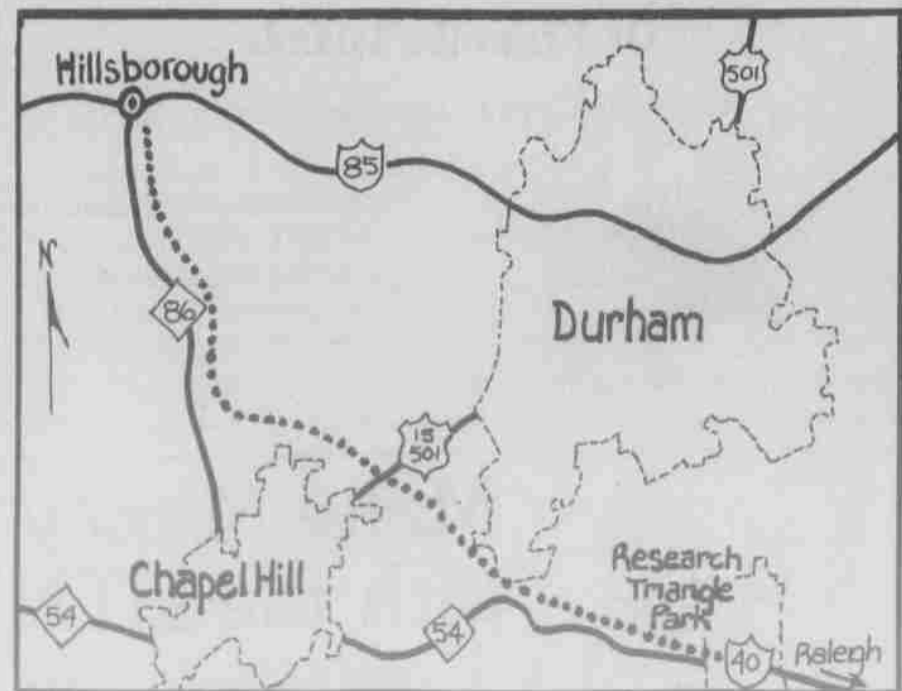 Hillsborough
501
85
N
86
Durham
15
501
Research
Triangle
Park
Chapel Hill
54
54
40
Raleigh